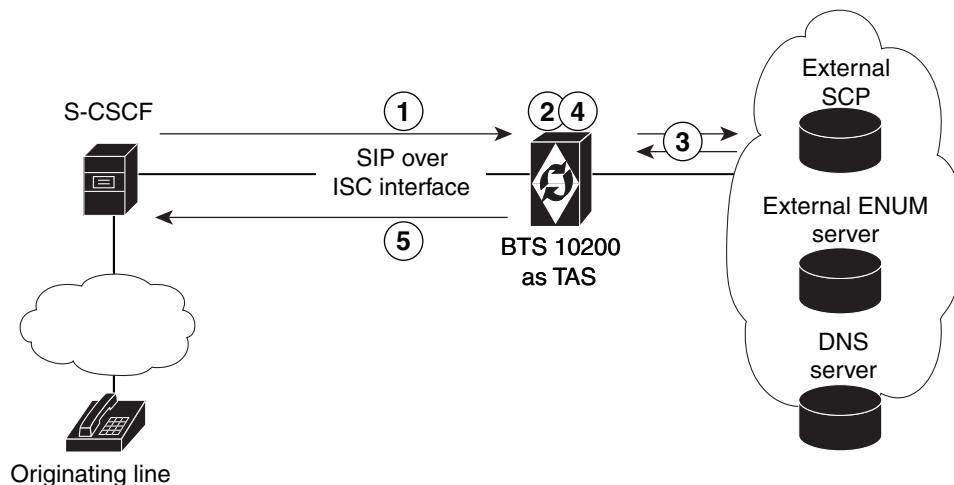 External
SCP
S-CSCF
1
2
4
3
SIP over
ISC interface
External ENUM
server
5
BTS 10200
as TAS
DNS
server
Originating line